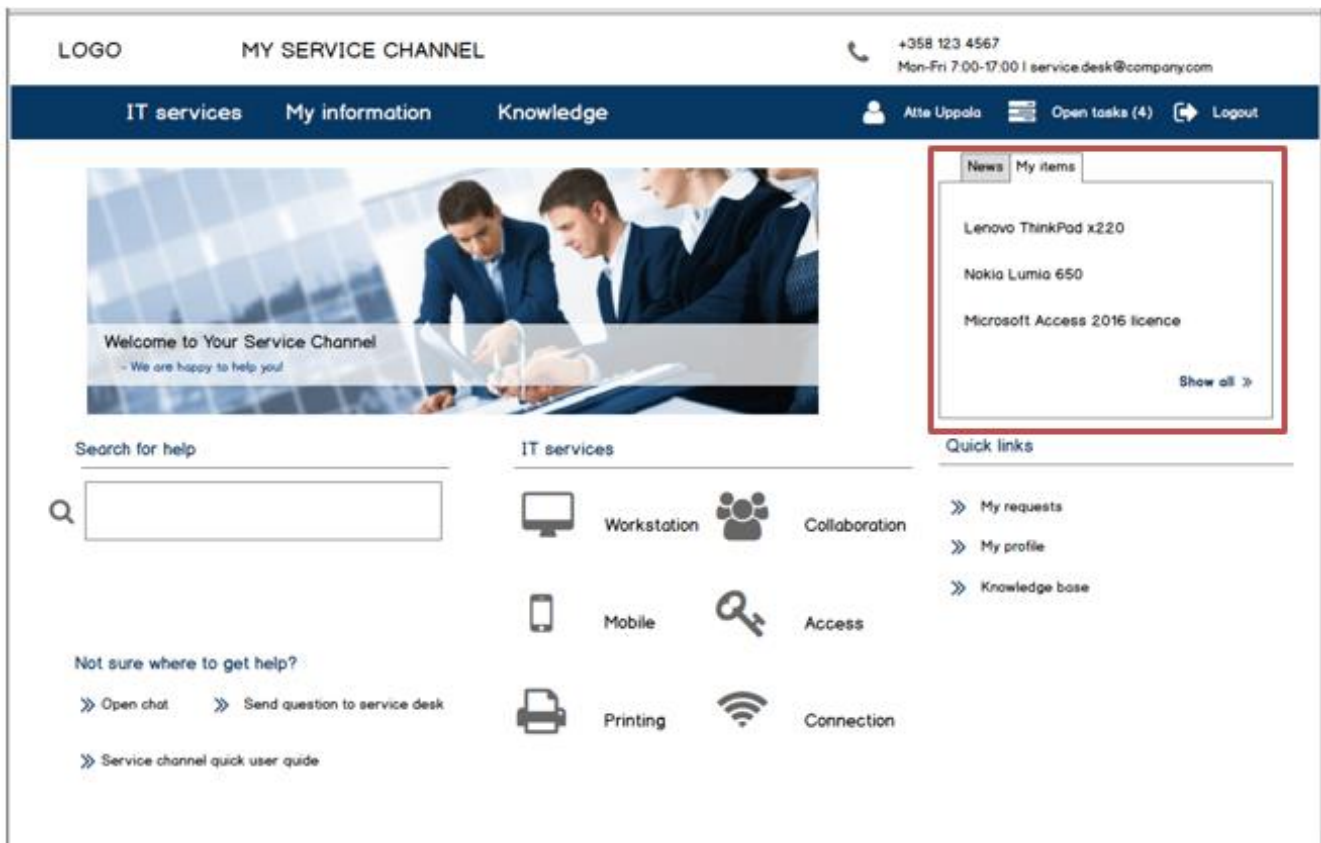 LOGO
MY SERVICE CHANNEL
+358 123 4567
Mon-Fri 7:00-17:00 I service.desk@company.com
IT services
My information
Knowledge
Atte Uppala
Open tasks (4)
Logout
Welcome to Your Service Channel
- We are happy to help you!
News
My items
Lenovo ThinkPad x220
Nokia Lumia 650
Microsoft Access 2016 licence
Show all »
Search for help
IT services
Workstation
Collaboration
Mobile
Access
Printing
Connection
Quick links
My requests
My profile
Knowledge base
Not sure where to get help?
Open chat
Send question to service desk
Service channel quick user guide